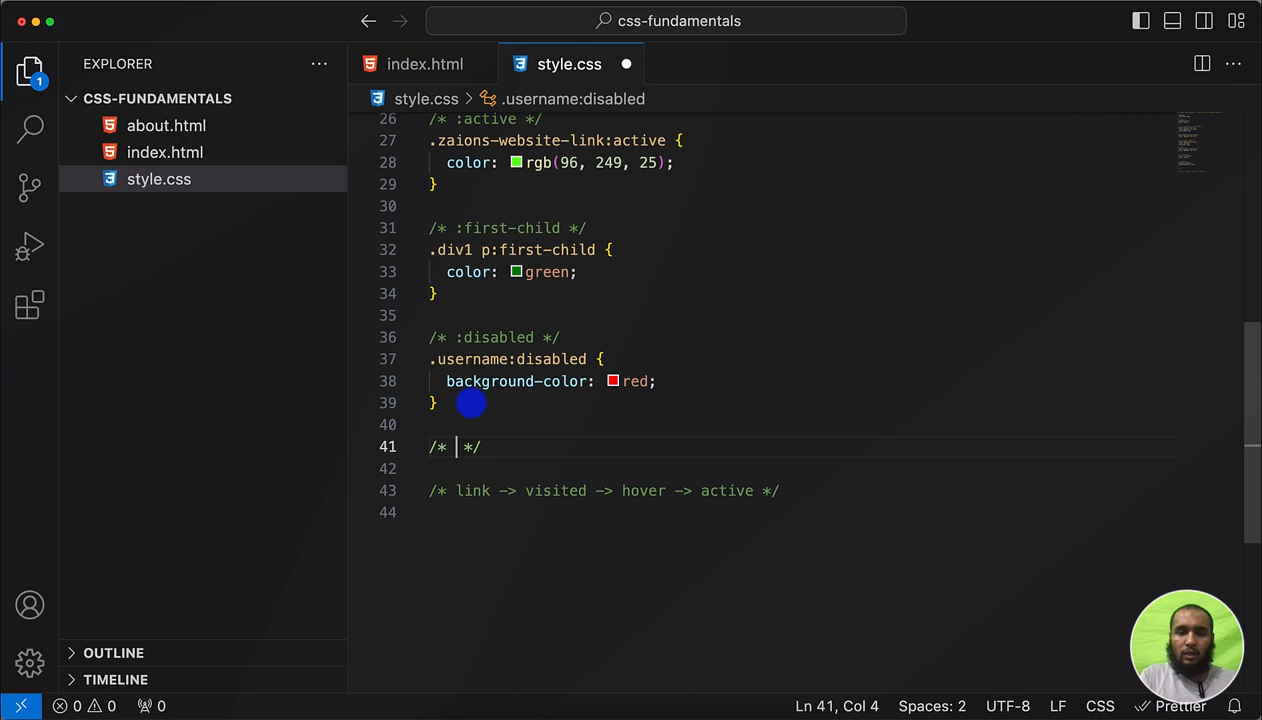 css-fundamentals
EXPLORER
index.html
style.css
1
CSS-FUNDAMENTALS
about.html
index.html
style.css
style.css > .username:disabled
26 /* :active */
27 .zaions-website-link:active {
28 color: rgb(96, 249, 25);
29 }
30
31 /* :first-child */
32 .div1 p:first-child {
33 color: green;
34 }
35
36 /* :disabled */
37 .username:disabled {
38 background-color: red;
39 }
40
41 /* */
42
43 /* link -> visited -> hover -> active */
44
OUTLINE
TIMELINE
0 0 0
Ln 41, Col 4 Spaces: 2 UTF-8 LF CSS Prettier